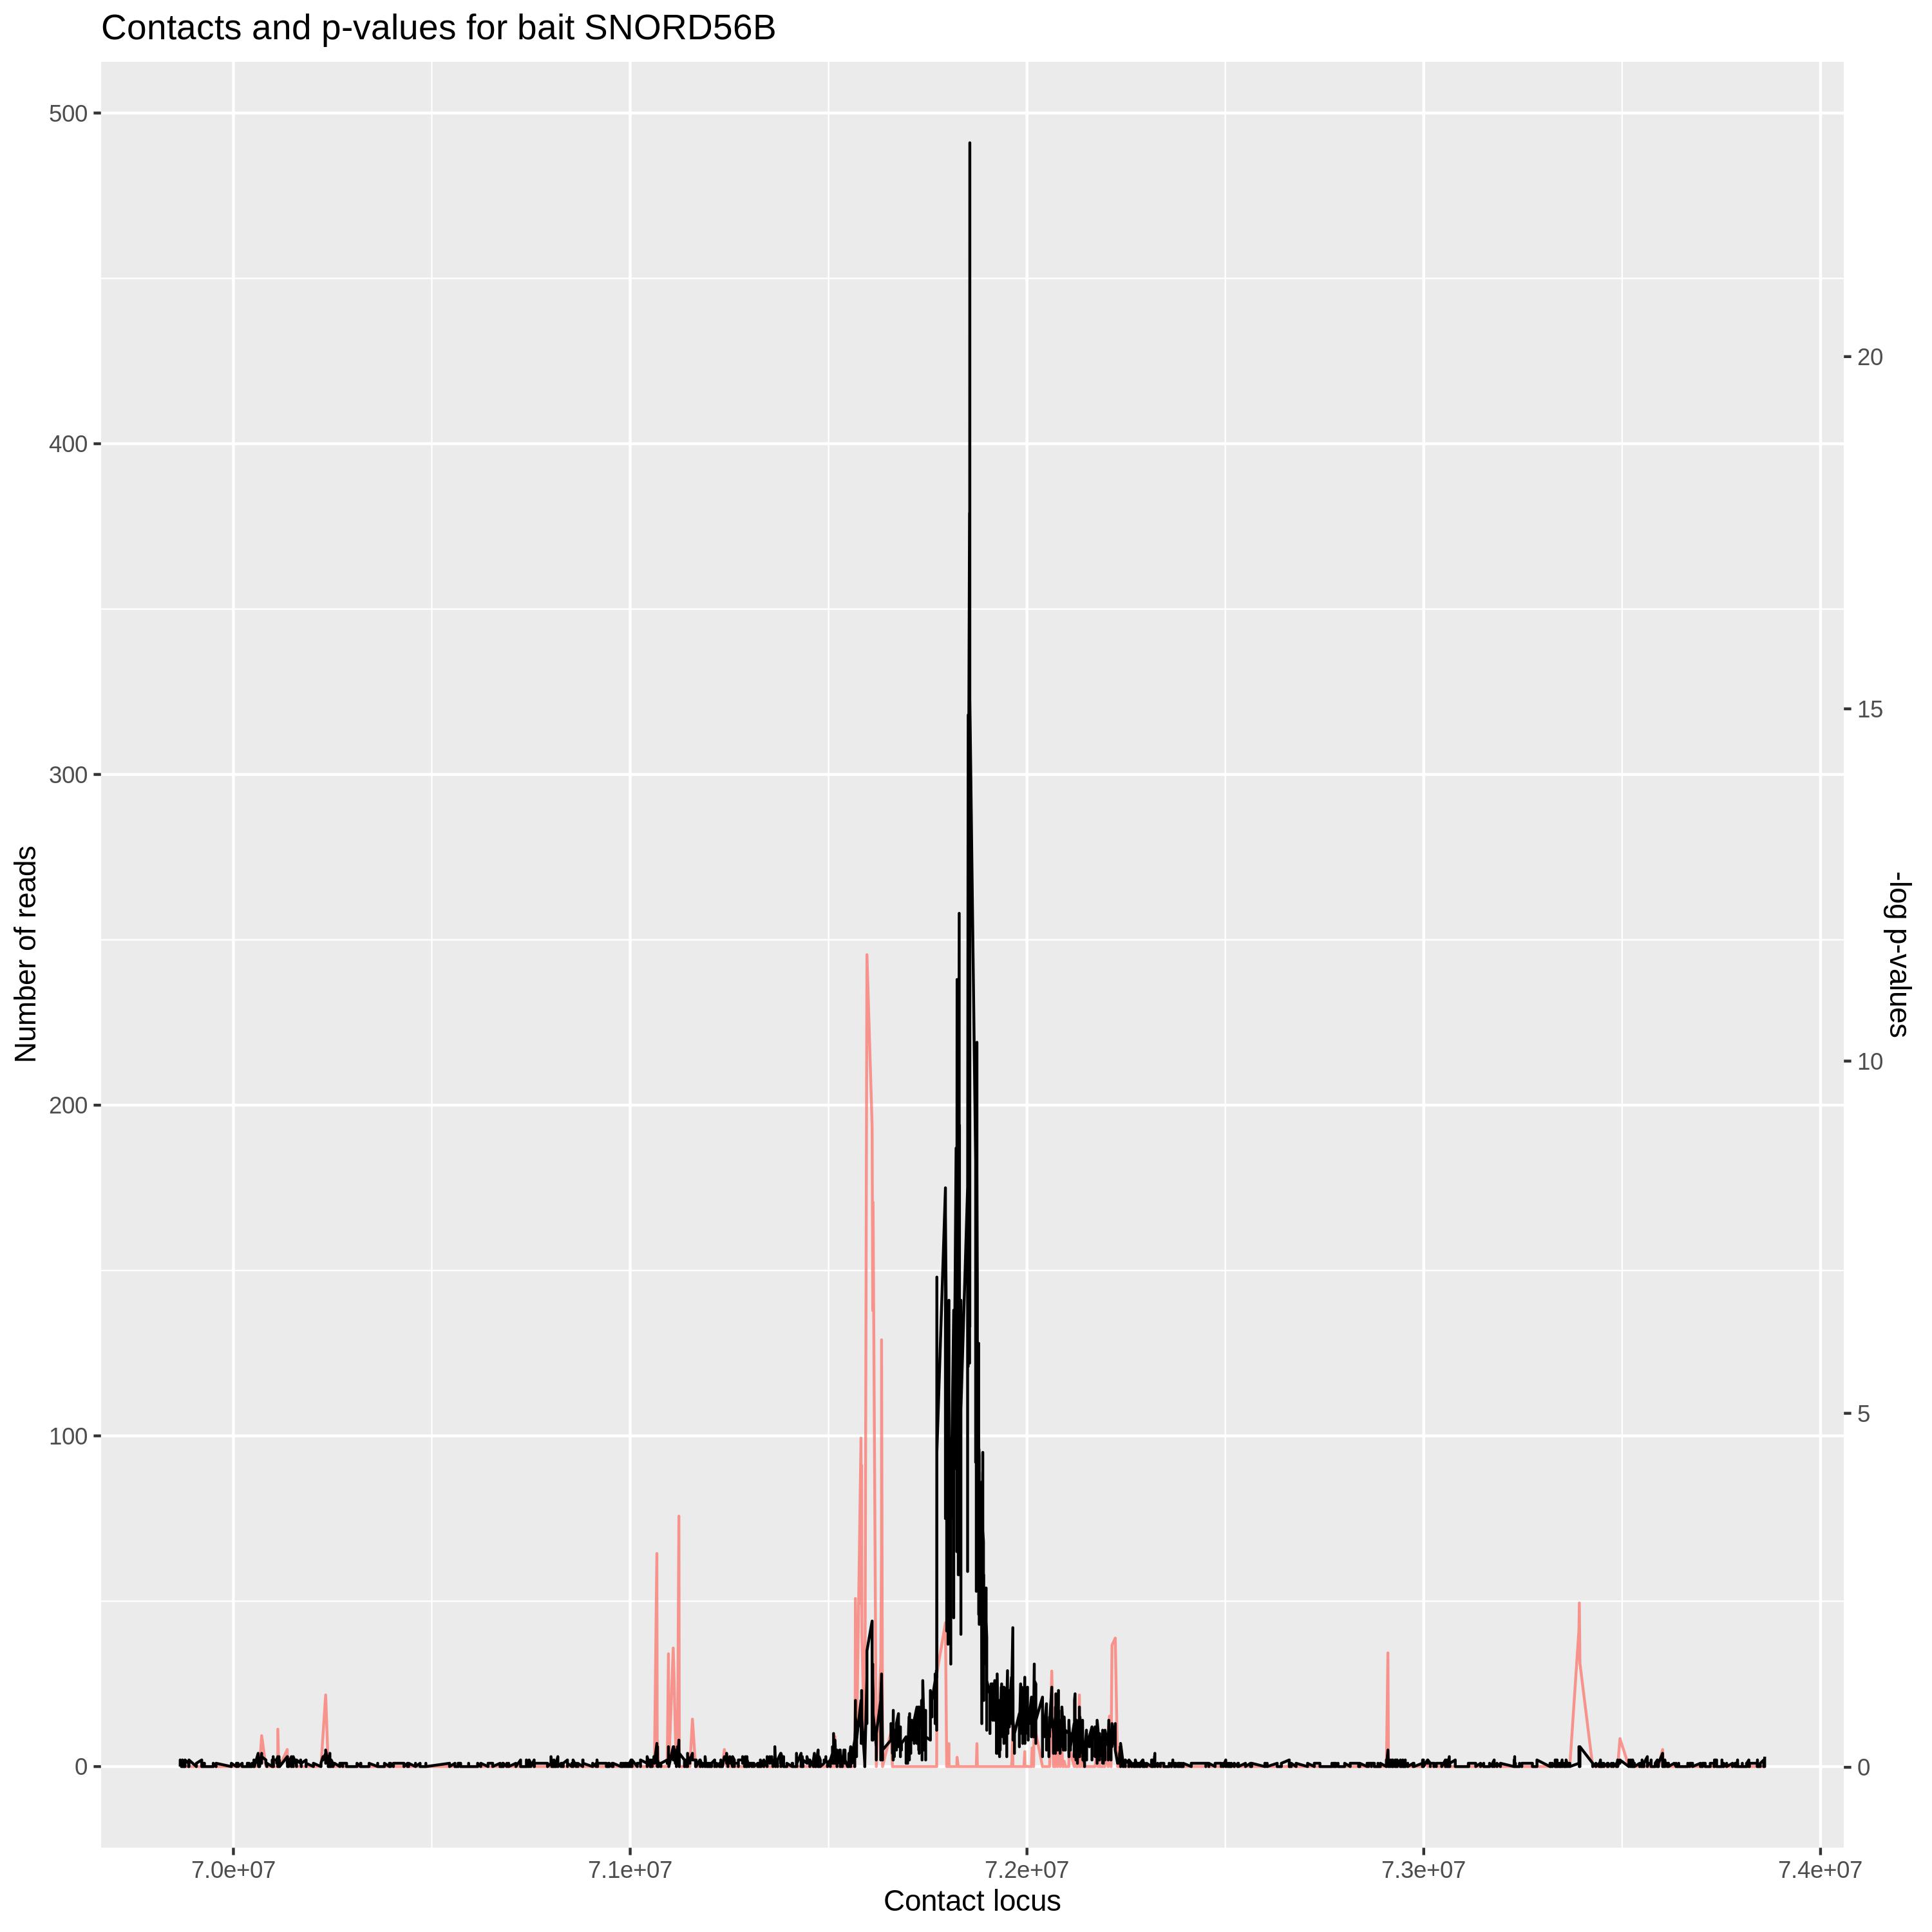 Contacts and p-values for bait SNORD56B
500
400
300
200
100
0
Number of reads
20
15
10
5
0
-log p-values
7.0e+07
7.1e+07
7.2e+07
7.3e+07
7.4e+07
Contact locus